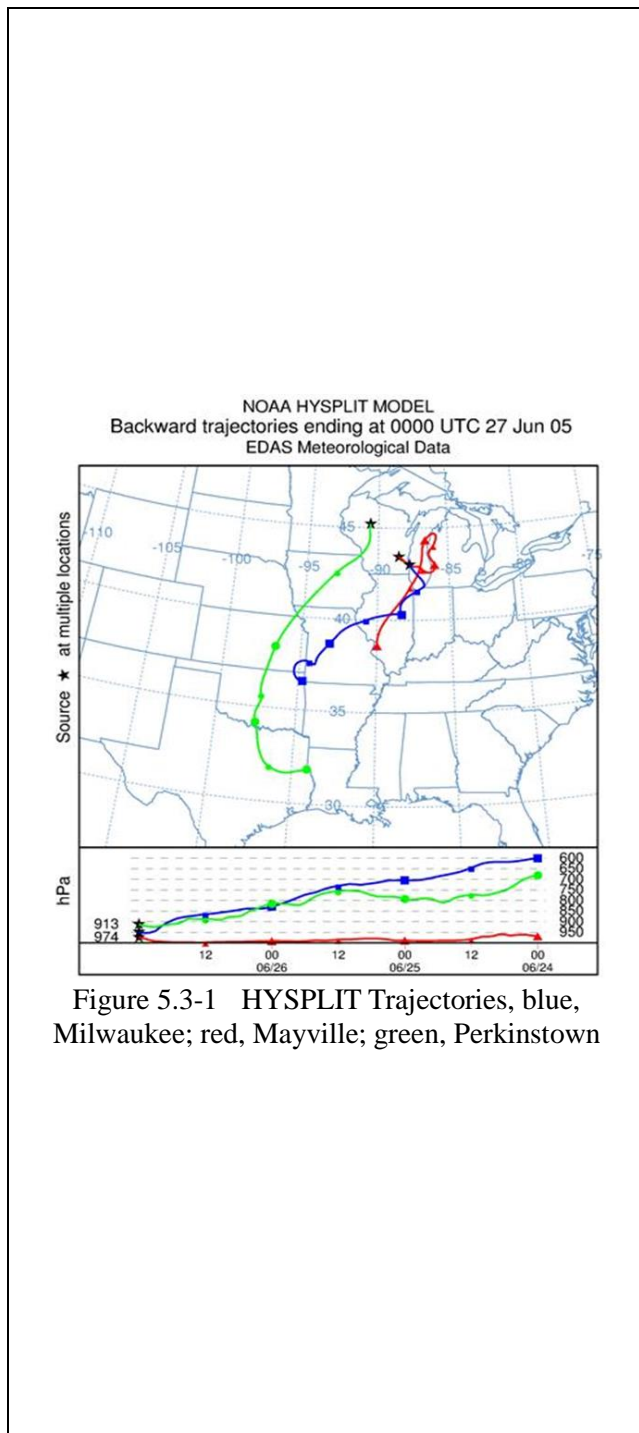 NOAA HYSPLIT MODEL
Backward trajectories ending at 0000 UTC 27 Jun 05
EDAS Meteorological Data
Source ★ at multiple locations
-110
-105
-100
-95
-90
-85
-75
45
40
35
30
hPa
913
974
600
650
700
750
800
850
900
950
12 00 12 00 12 00
06/26 06/25 06/24
Figure 5.3-1 HYSPLIT Trajectories, blue,
Milwaukee; red, Mayville; green, Perkinstown